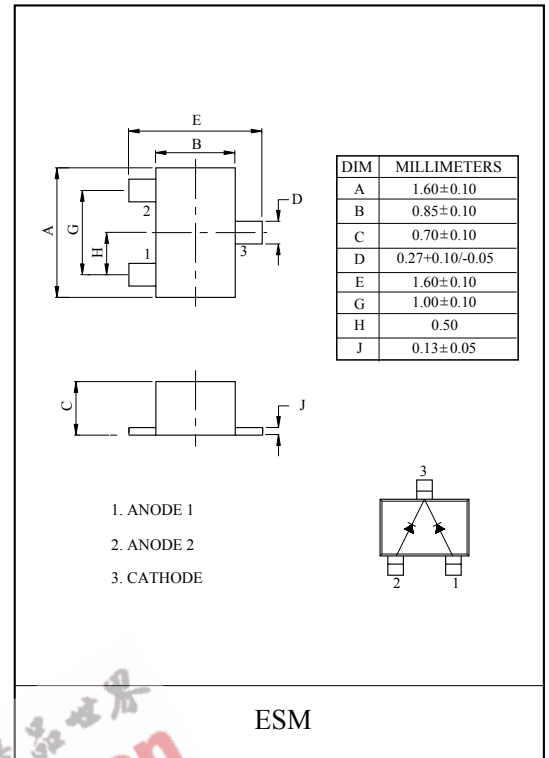 E
B
D
2
A
G
H
1
3
DIM MILLIMETERS
A 1.60±0.10
B 0.85±0.10
C 0.70±0.10
D 0.27+0.10/-0.05
E 1.60±0.10
G 1.00±0.10
H 0.50
J 0.13±0.05
C
J
1. ANODE 1
2. ANODE 2
3. CATHODE
3
2 1
ESM